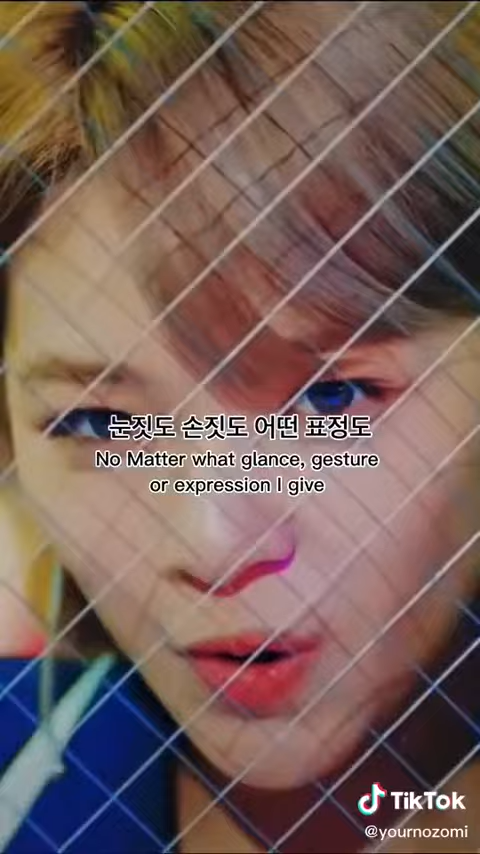 눈짓도 손짓도 어떤 표정도
No Matter what glance, gesture
or expression I give
TikTok
@yournozomi